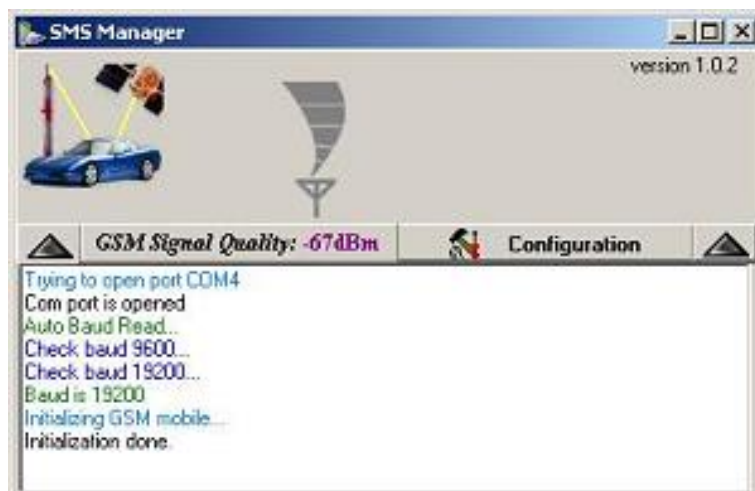 SMS Manager
version 1.0.2
GSM Signal Quality: -67dBm
Configuration
Trying to open port COM4
Com port is opened
Auto Baud Read...
Check baud 9600...
Check baud 19200...
Baud is 19200
Initializing GSM mobile...
Initialization done.